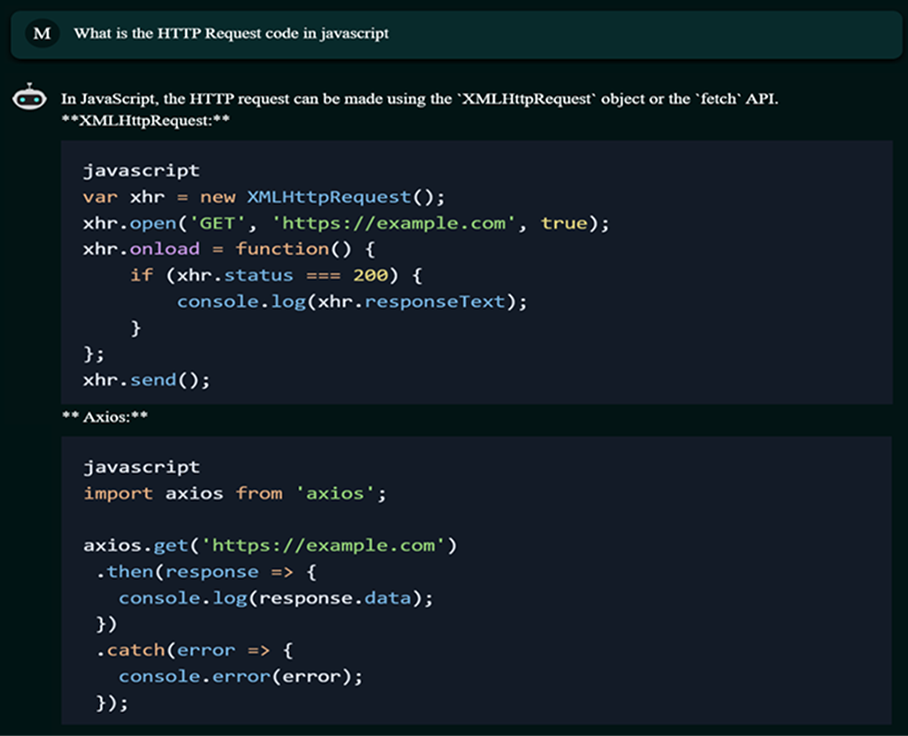 M What is the HTTP Request code in javascript
In JavaScript, the HTTP request can be made using the `XMLHttpRequest` object or the `fetch` API.
**XMLHttpRequest:**
javascript
var xhr = new XMLHttpRequest();
xhr.open('GET', 'https://example.com', true);
xhr.onload = function() {
    if (xhr.status === 200) {
        console.log(xhr.responseText);
    }
};
xhr.send();
** Axios:**
javascript
import axios from 'axios';
axios.get('https://example.com')
 .then(response => {
   console.log(response.data);
 })
 .catch(error => {
   console.error(error);
 });